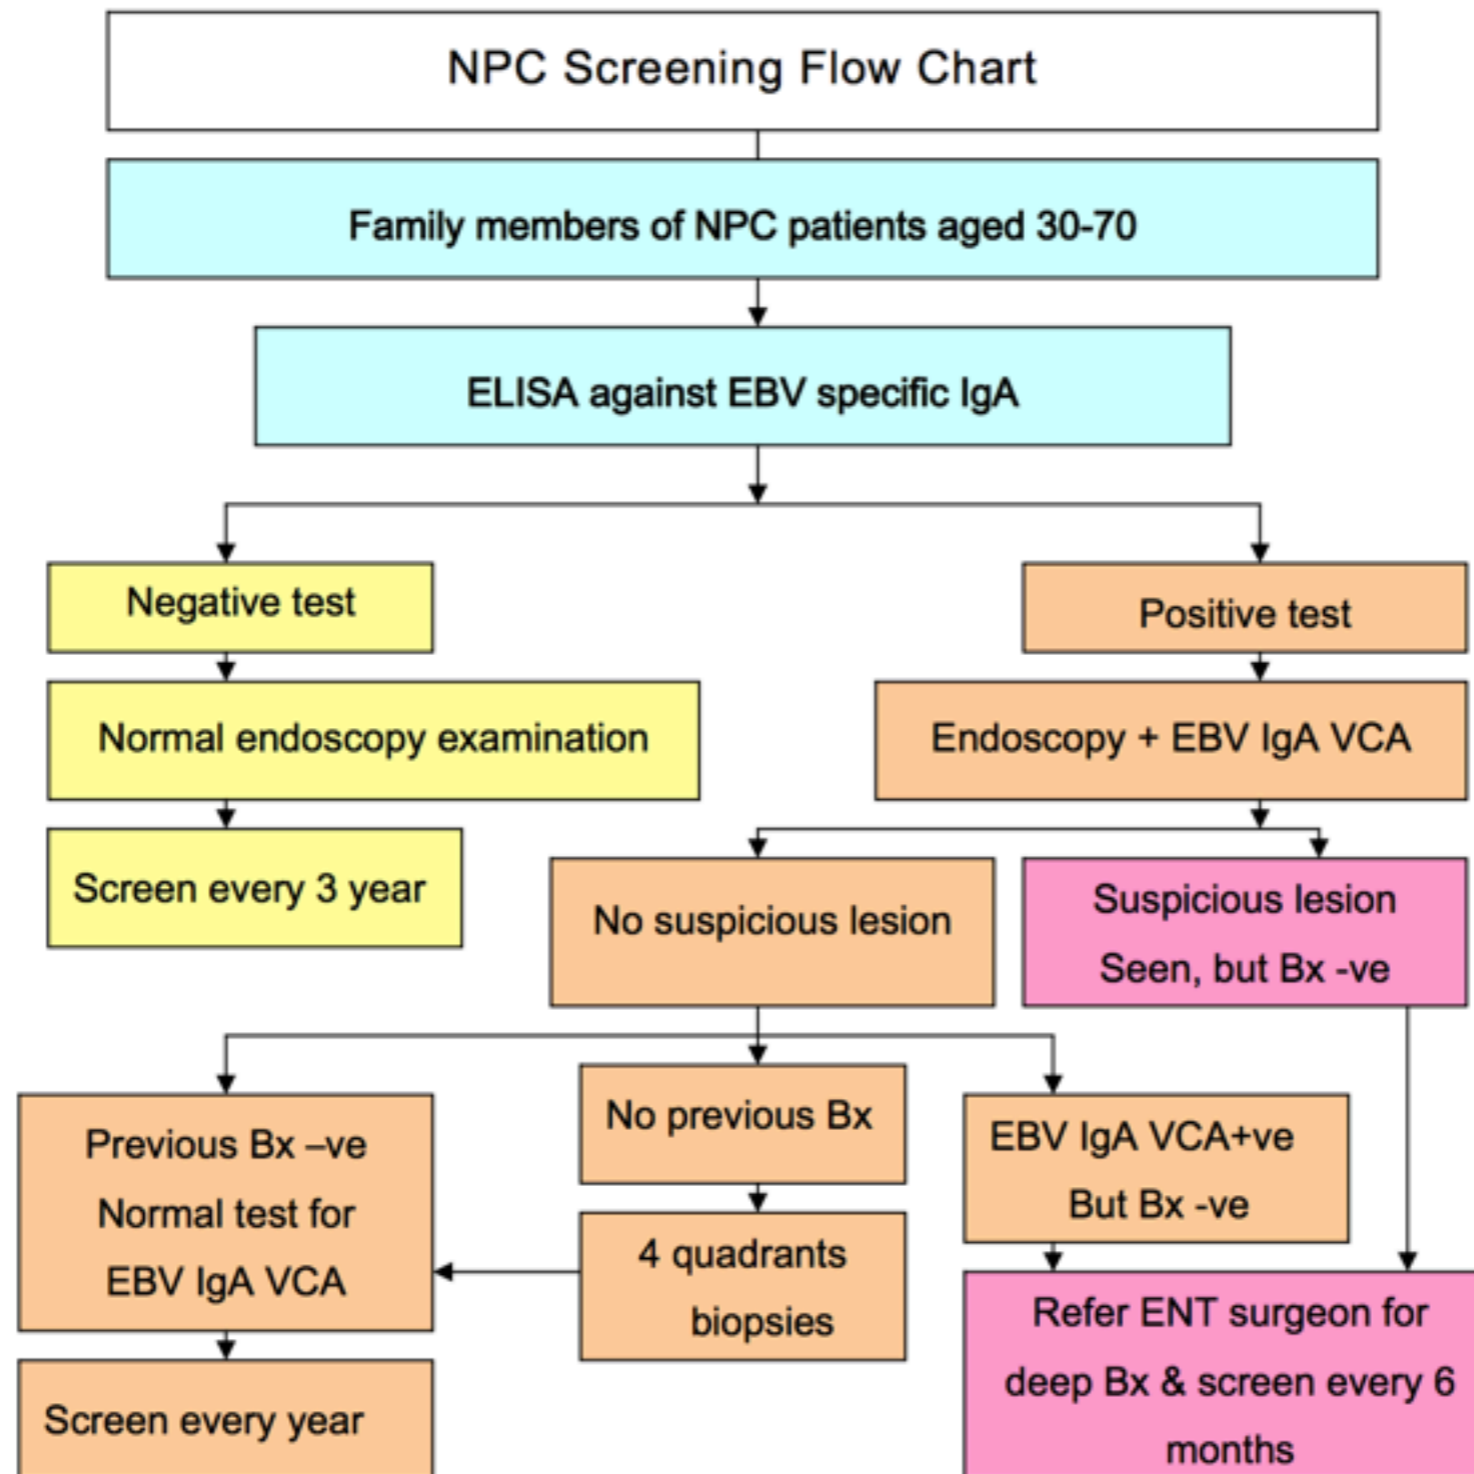 NPC Screening Flow Chart
Family members of NPC patients aged 30-70
ELISA against EBV specific IgA
Negative test
Positive test
Normal endoscopy examination
Endoscopy + EBV IgA VCA
Screen every 3 year
No suspicious lesion
Suspicious lesion
Seen, but Bx -ve
Previous Bx –ve
Normal test for
EBV IgA VCA
No previous Bx
EBV IgA VCA+ve
But Bx -ve
4 quadrants
biopsies
Screen every year
Refer ENT surgeon for
deep Bx & screen every 6
months